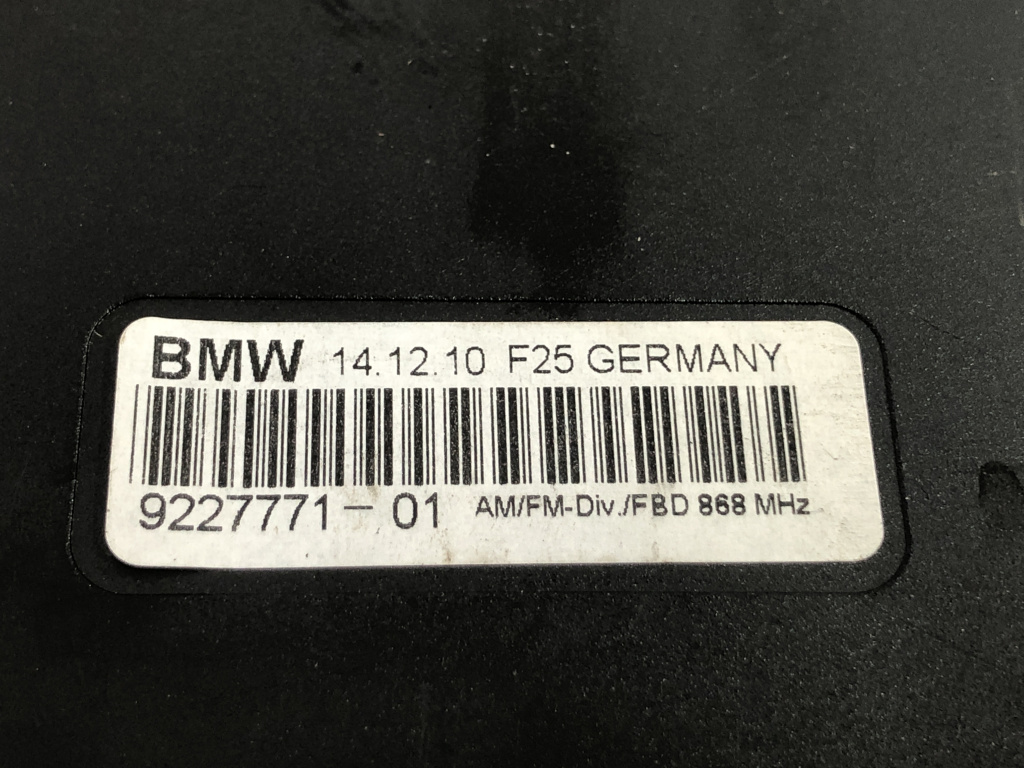 BMW 14.12.10 F25 GERMANY
9227771-01 AM/FM-Div./FBD 868 MHz